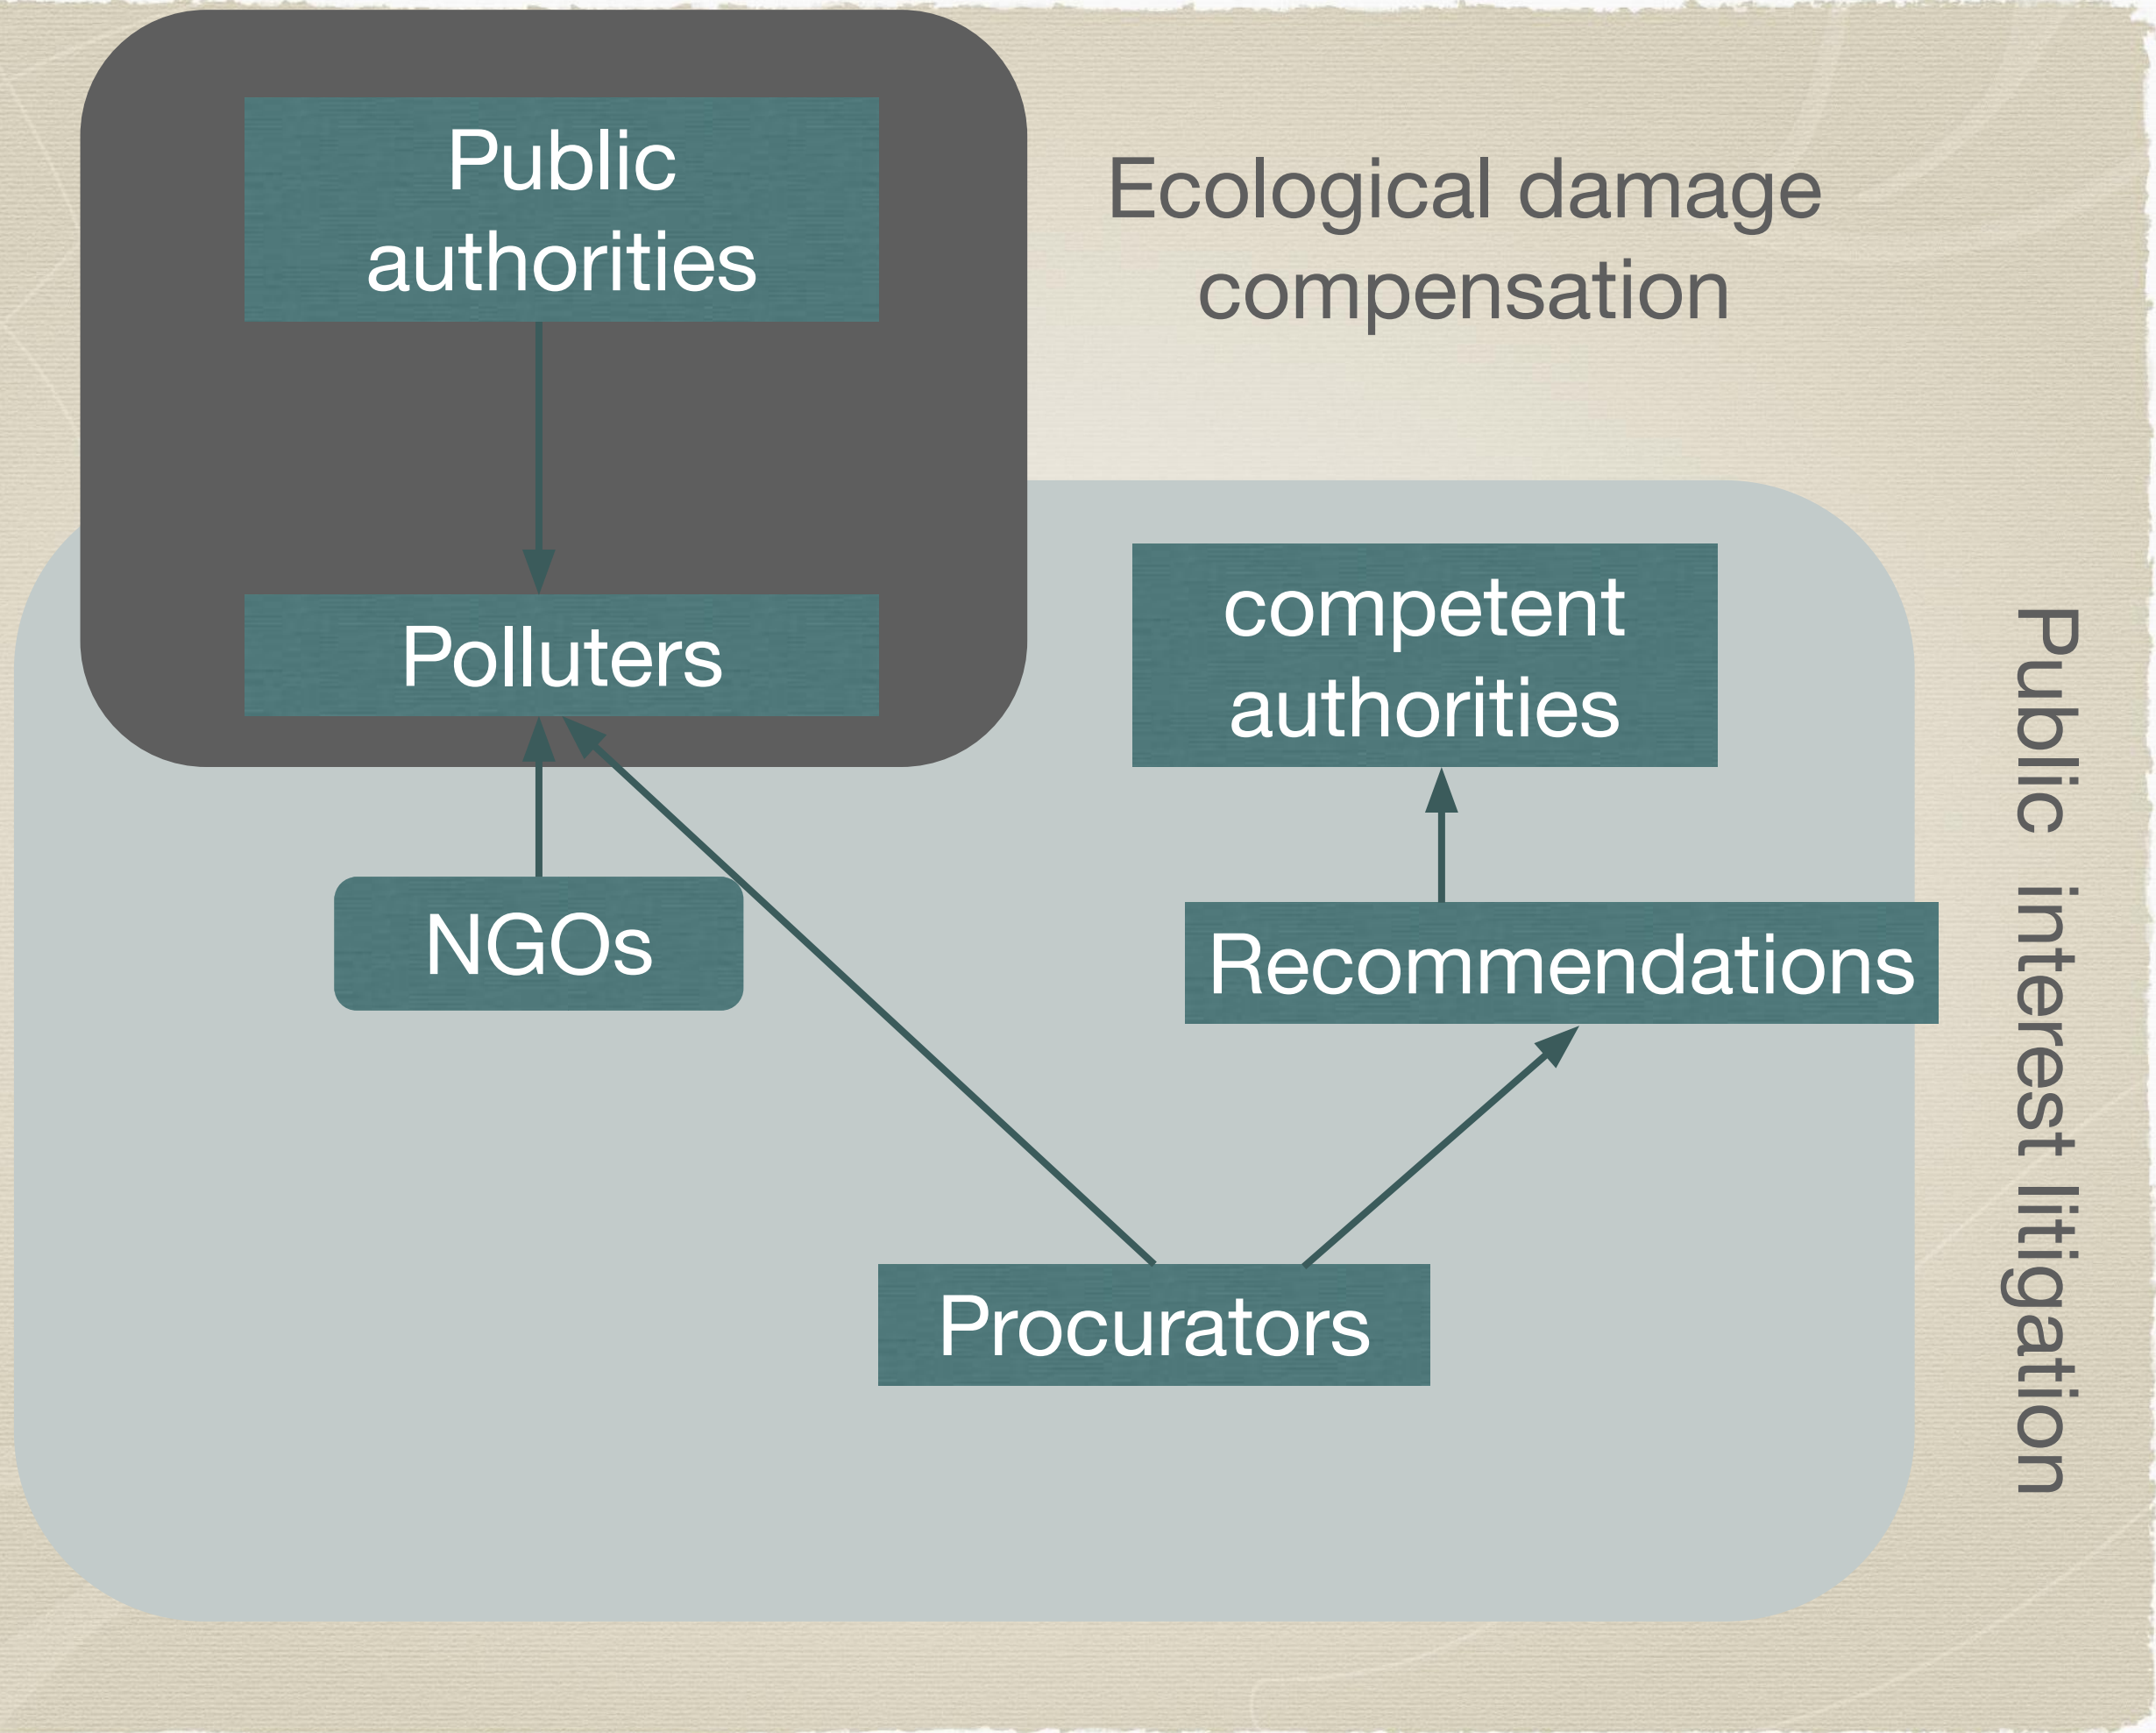 Public
authorities
Ecological damage
compensation
Polluters
competent
authorities
NGOs
Recommendations
Procurators
Public interest litigation